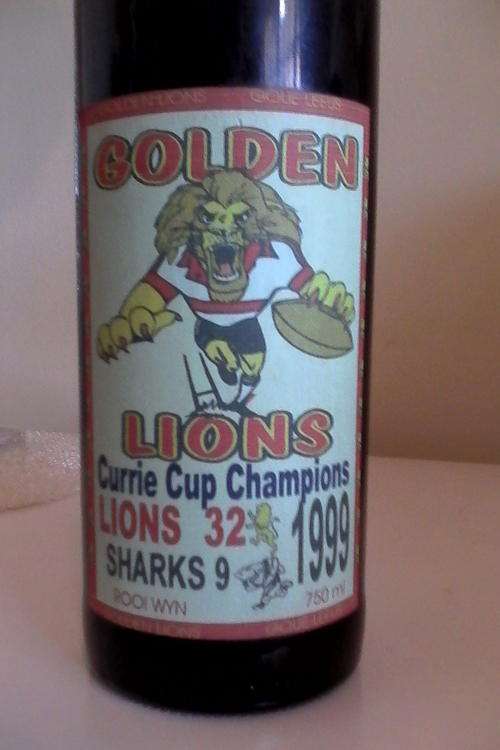 GOLDEN LIONS GOUE LEEUS
GOLDEN
LIONS
Currie Cup Champions
LIONS 32
SHARKS 9
1999
ROOI WYN
750 ml